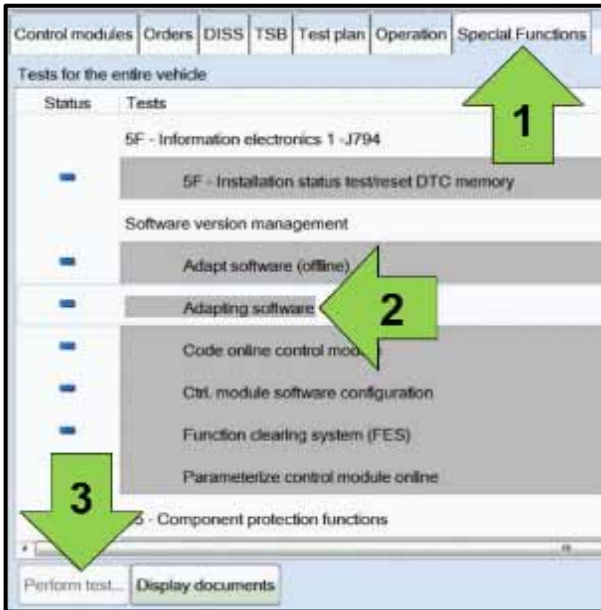 Control modules Orders DISS TSB Test plan Operation Special Functions
1
Tests for the entire vehicle
Status Tests
5F - Information electronics 1 -J794
5F - Installation status test/reset DTC memory
Software version management
Adapt software (offline)
Adapting software
2
Code online control
Ctrl. module software configuration
Function clearing system (FES)
Parameterize control module online
3
- Component protection functions
Perform test... Display documents